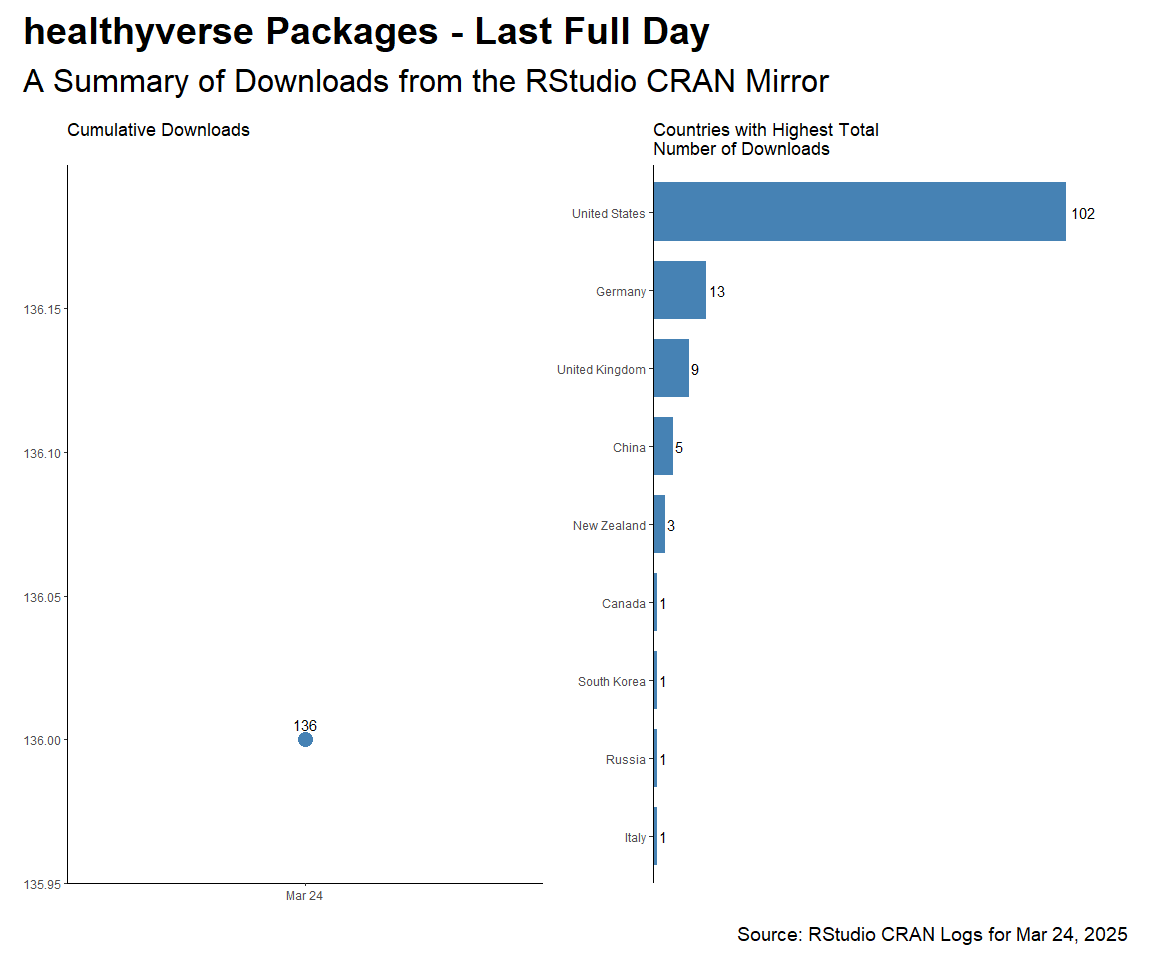 healthyverse Packages - Last Full Day
A Summary of Downloads from the RStudio CRAN Mirror
Cumulative Downloads
136.15
136.10
136.05
136.00
135.95
136
Mar 24
Countries with Highest Total
Number of Downloads
United States 102
Germany 13
United Kingdom 9
China 5
New Zealand 3
Canada 1
South Korea 1
Russia 1
Italy 1
Source: RStudio CRAN Logs for Mar 24, 2025